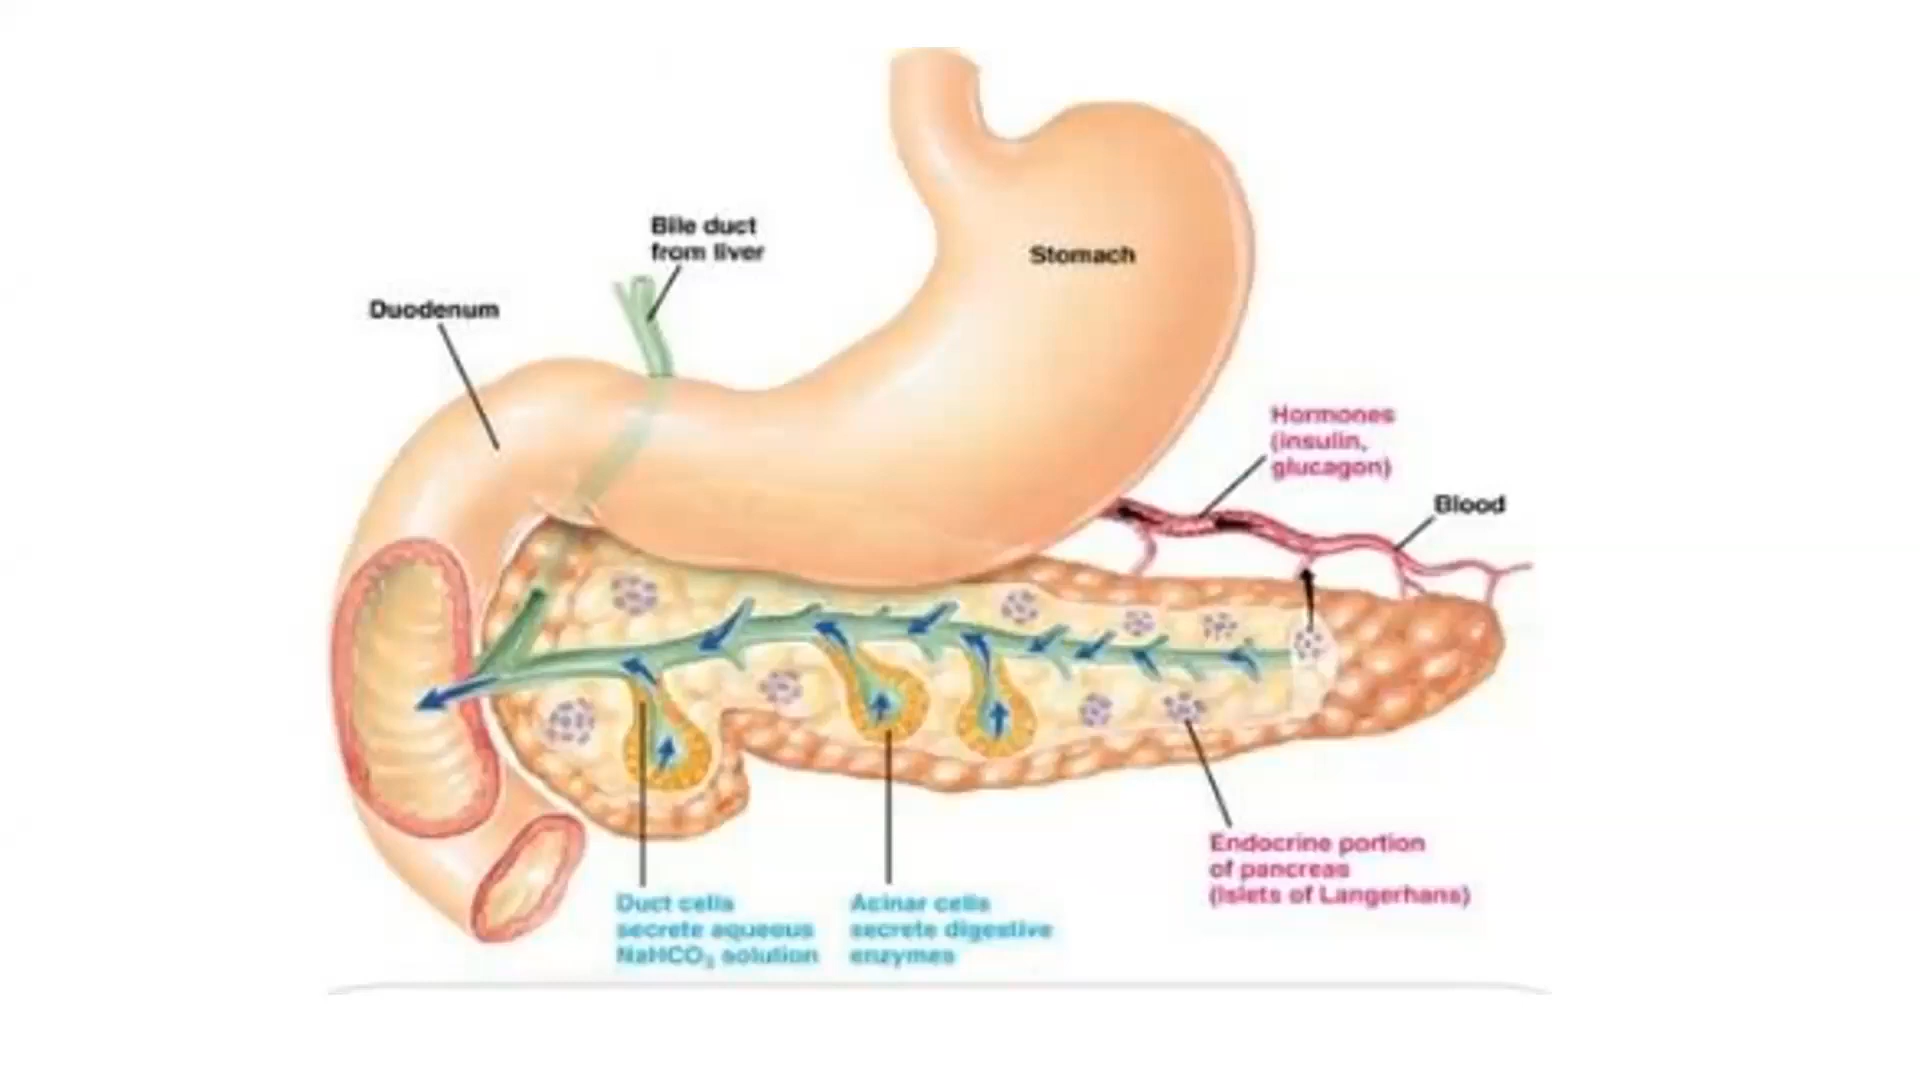 Bile duct
from liver
Stomach
Duodenum
Hormones
(insulin,
glucagon)
Blood
Endocrine portion
of pancreas
(Islets of Langerhans)
Duct cells
secrete aqueous
NaHCO₃ solution
Acinar cells
secrete digestive
enzymes